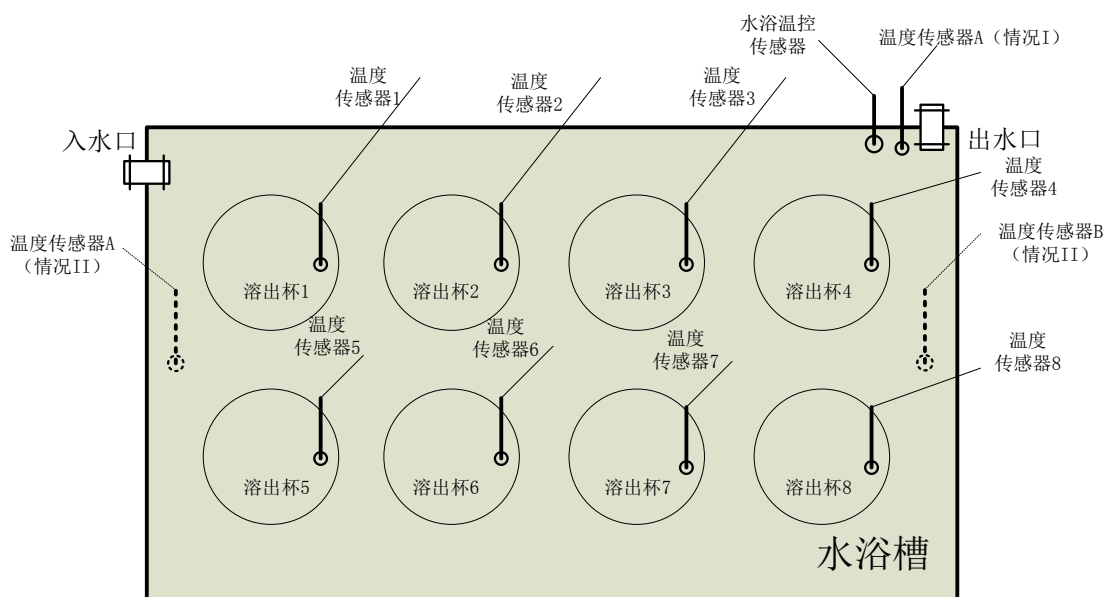 水浴温控
传感器
温度传感器A（情况I）
温度
传感器1
温度
传感器2
温度
传感器3
入水口
出水口
温度
传感器4
温度传感器A
（情况II）
温度传感器B
（情况II）
溶出杯1
溶出杯2
溶出杯3
溶出杯4
温度
传感器5
温度
传感器6
温度
传感器7
温度
传感器8
溶出杯5
溶出杯6
溶出杯7
溶出杯8
水浴槽